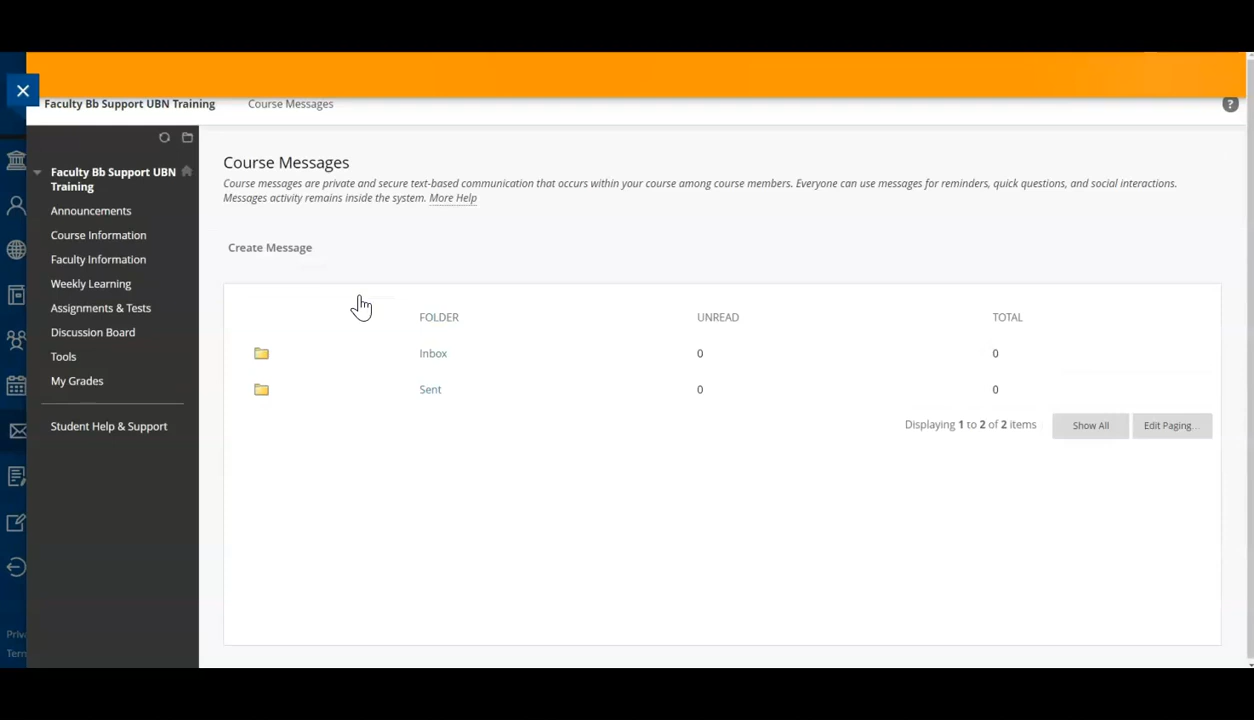 Faculty Bb Support UBN Training
Course Messages
?
Faculty Bb Support UBN
Training
Announcements
Course Information
Faculty Information
Weekly Learning
Assignments & Tests
Discussion Board
Tools
My Grades
Student Help & Support
Priv
Term
Course Messages
Course messages are private and secure text-based communication that occurs within your course among course members. Everyone can use messages for reminders, quick questions, and social interactions.
Messages activity remains inside the system. More Help
Create Message
FOLDER UNREAD TOTAL
Inbox 0 0
Sent 0 0
Displaying 1 to 2 of 2 items Show All Edit Paging...